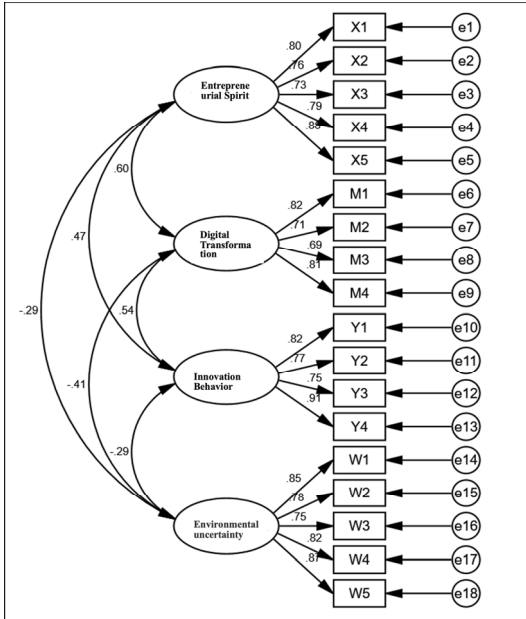 X1 e1
.80
X2 e2
.76
.73
X3 e3
Entreprene
urial Spirit
.79
X4 e4
X5 e5
.60
M1 e6
.82
.71
M2 e7
Digital
Transforma
tion
.69
M3 e8
.81
M4 e9
.47
-.29
.54
Y1 e10
.82
.77
Y2 e11
Innovation
Behavior
.75
Y3 e12
.91
Y4 e13
-.41
-.29
W1 e14
.85
.78
W2 e15
.75
W3 e16
Environmental
uncertainty
.82
W4 e17
.87
W5 e18